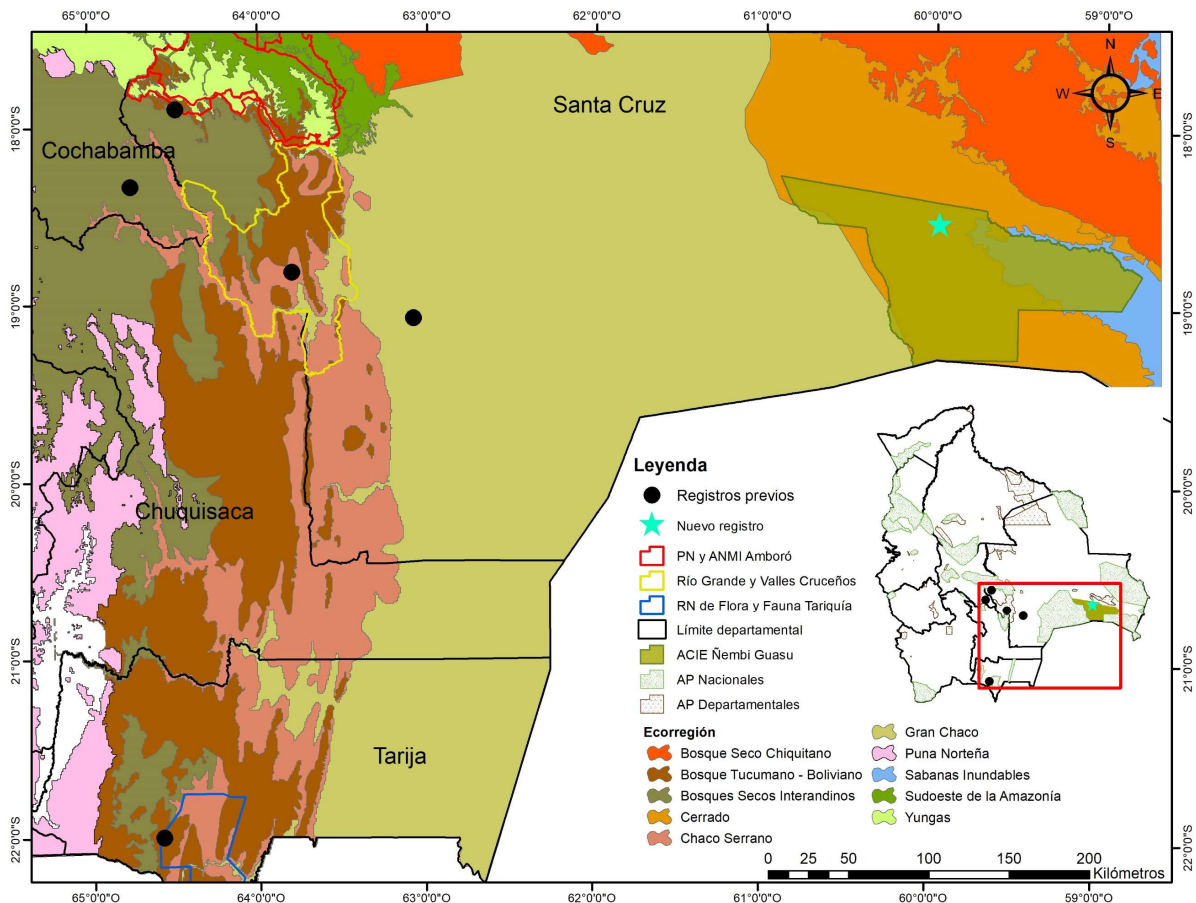 65°0'0"O
64°0'0"O
63°0'0"O
62°0'0"O
61°0'0"O
60°0'0"O
59°0'0"O
18°0'0"S
19°0'0"S
20°0'0"S
21°0'0"S
22°0'0"S
18°0'0"S
19°0'0"S
20°0'0"S
21°0'0"S
22°0'0"S
N
W
E
S
Santa Cruz
Cochabamba
Chuquisaca
Tarija
Leyenda
Registros previos
Nuevo registro
PN y ANMI Amboró
Río Grande y Valles Cruceños
RN de Flora y Fauna Tariquía
Límite departamental
ACIE Ñembi Guasu
AP Nacionales
AP Departamentales
Ecorregión
Bosque Seco Chiquitano
Bosque Tucumano - Boliviano
Bosques Secos Interandinos
Cerrado
Chaco Serrano
Gran Chaco
Puna Norteña
Sabanas Inundables
Sudoeste de la Amazonía
Yungas
0 25 50 100 150 200
Kilómetros
65°0'0"O
64°0'0"O
63°0'0"O
62°0'0"O
61°0'0"O
60°0'0"O
59°0'0"O